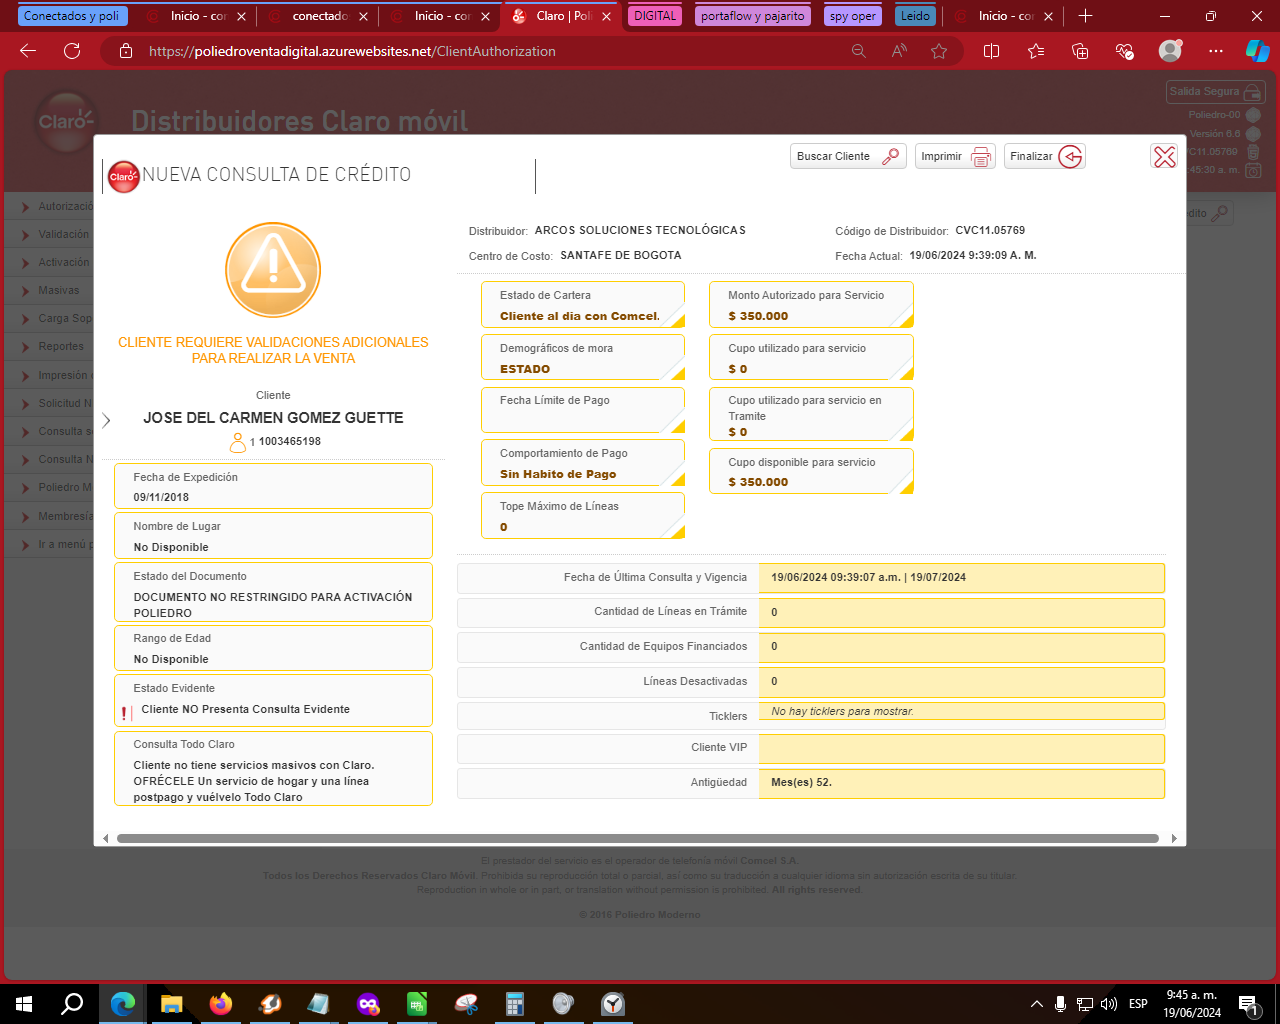 Conectados y poli
Inicio - cor
conectado
Inicio - cor
Claro | Poli
DIGITAL
portaflow y pajarito
spy oper
Leido
Inicio - cor
https://poliedroventadigital.azurewebsites.net/ClientAuthorization
Claro
Distribuidores Claro móvil
Salida Segura
Poliedro-00
Versión 6.6
VC11.05769
:45:30 a. m.
Claro
NUEVA CONSULTA DE CRÉDITO
Buscar Cliente
Imprimir
Finalizar
Autorizació
Validación
Activación
Masivas
Carga Sop
Reportes
Impresión
Solicitud N
Consulta s
Consulta N
Poliedro M
Membresía
Ir a menú p
édito
CLIENTE REQUIERE VALIDACIONES ADICIONALES
PARA REALIZAR LA VENTA
Cliente
JOSE DEL CARMEN GOMEZ GUETTE
1 1003465198
Fecha de Expedición
09/11/2018
Nombre de Lugar
No Disponible
Estado del Documento
DOCUMENTO NO RESTRINGIDO PARA ACTIVACIÓN
POLIEDRO
Rango de Edad
No Disponible
Estado Evidente
Cliente NO Presenta Consulta Evidente
Consulta Todo Claro
Cliente no tiene servicios masivos con Claro.
OFRÉCELE Un servicio de hogar y una línea
postpago y vuélvelo Todo Claro
Distribuidor: ARCOS SOLUCIONES TECNOLÓGICAS
Código de Distribuidor: CVC11.05769
Centro de Costo: SANTAFE DE BOGOTA
Fecha Actual: 19/06/2024 9:39:09 A. M.
Estado de Cartera
Cliente al dia con Comcel.
Demográficos de mora
ESTADO
Fecha Límite de Pago
Comportamiento de Pago
Sin Habito de Pago
Tope Máximo de Líneas
0
Monto Autorizado para Servicio
$ 350.000
Cupo utilizado para servicio
$ 0
Cupo utilizado para servicio en
Tramite
$ 0
Cupo disponible para servicio
$ 350.000
Fecha de Última Consulta y Vigencia
19/06/2024 09:39:07 a.m. | 19/07/2024
Cantidad de Líneas en Trámite
0
Cantidad de Equipos Financiados
0
Líneas Desactivadas
0
Ticklers
No hay ticklers para mostrar.
Cliente VIP
Antigüedad
Mes(es) 52.
El prestador del servicio es el operador de telefonía móvil Comcel S.A.
Todos los Derechos Reservados Claro Móvil. Prohibida su reproducción total o parcial, así como su traducción a cualquier idioma sin autorización escrita de su titular.
Reproduction in whole or in part, or translation without permission is prohibited. All rights reserved.
© 2016 Poliedro Moderno
ESP
9:45 a. m.
19/06/2024
1